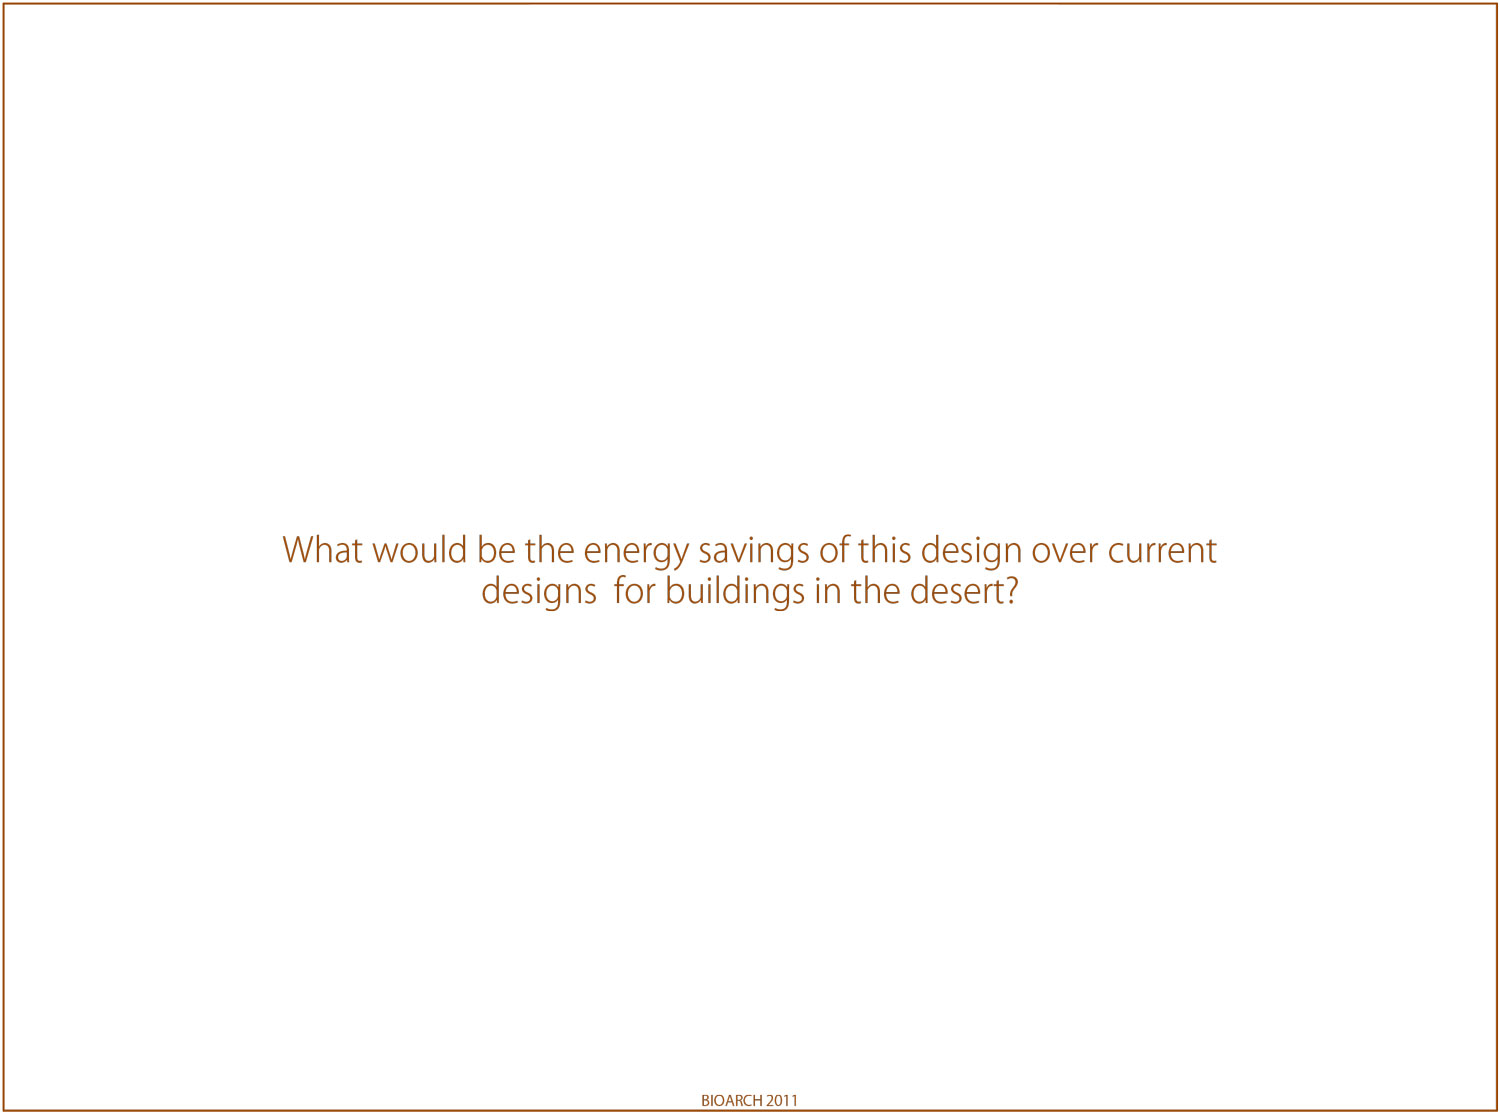 What would be the energy savings of this design over current
designs  for buildings in the desert?
BIOARCH 2011